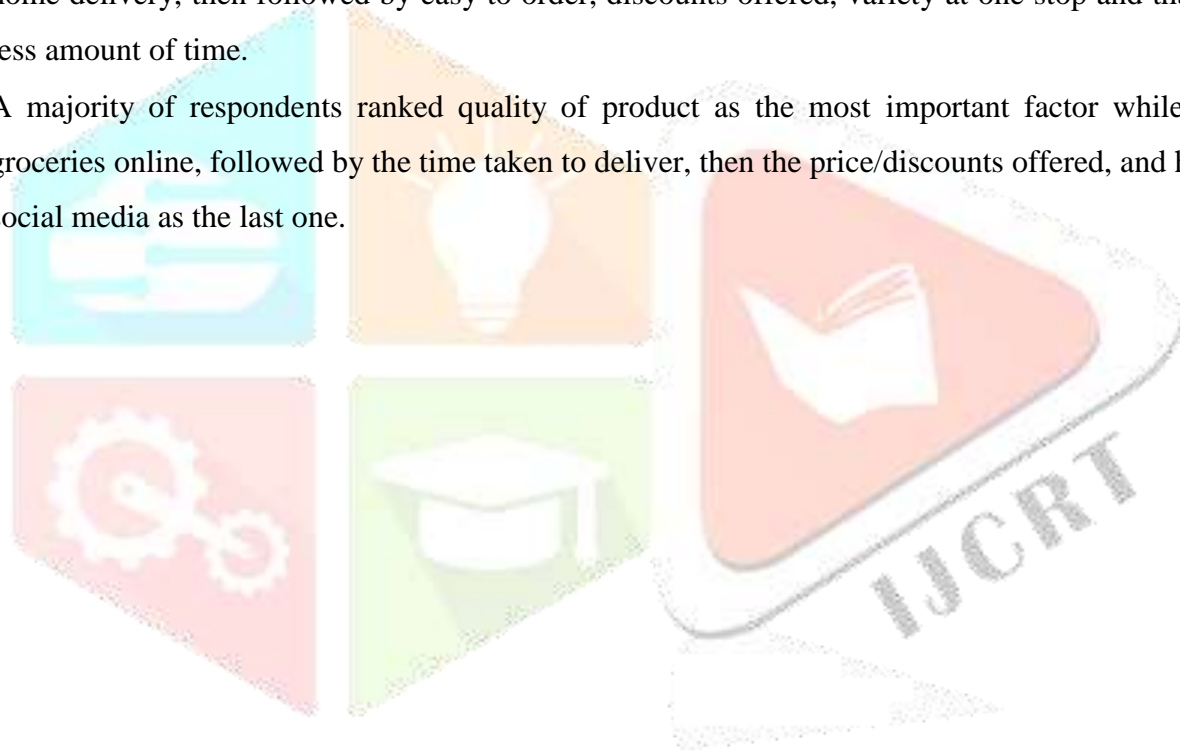 home delivery, then followed by easy to order, discounts offered, variety at one stop and
less amount of time.
A majority of respondents ranked quality of product as the most important factor while
groceries online, followed by the time taken to deliver, then the price/discounts offered, and
social media as the last one.
IJCRT